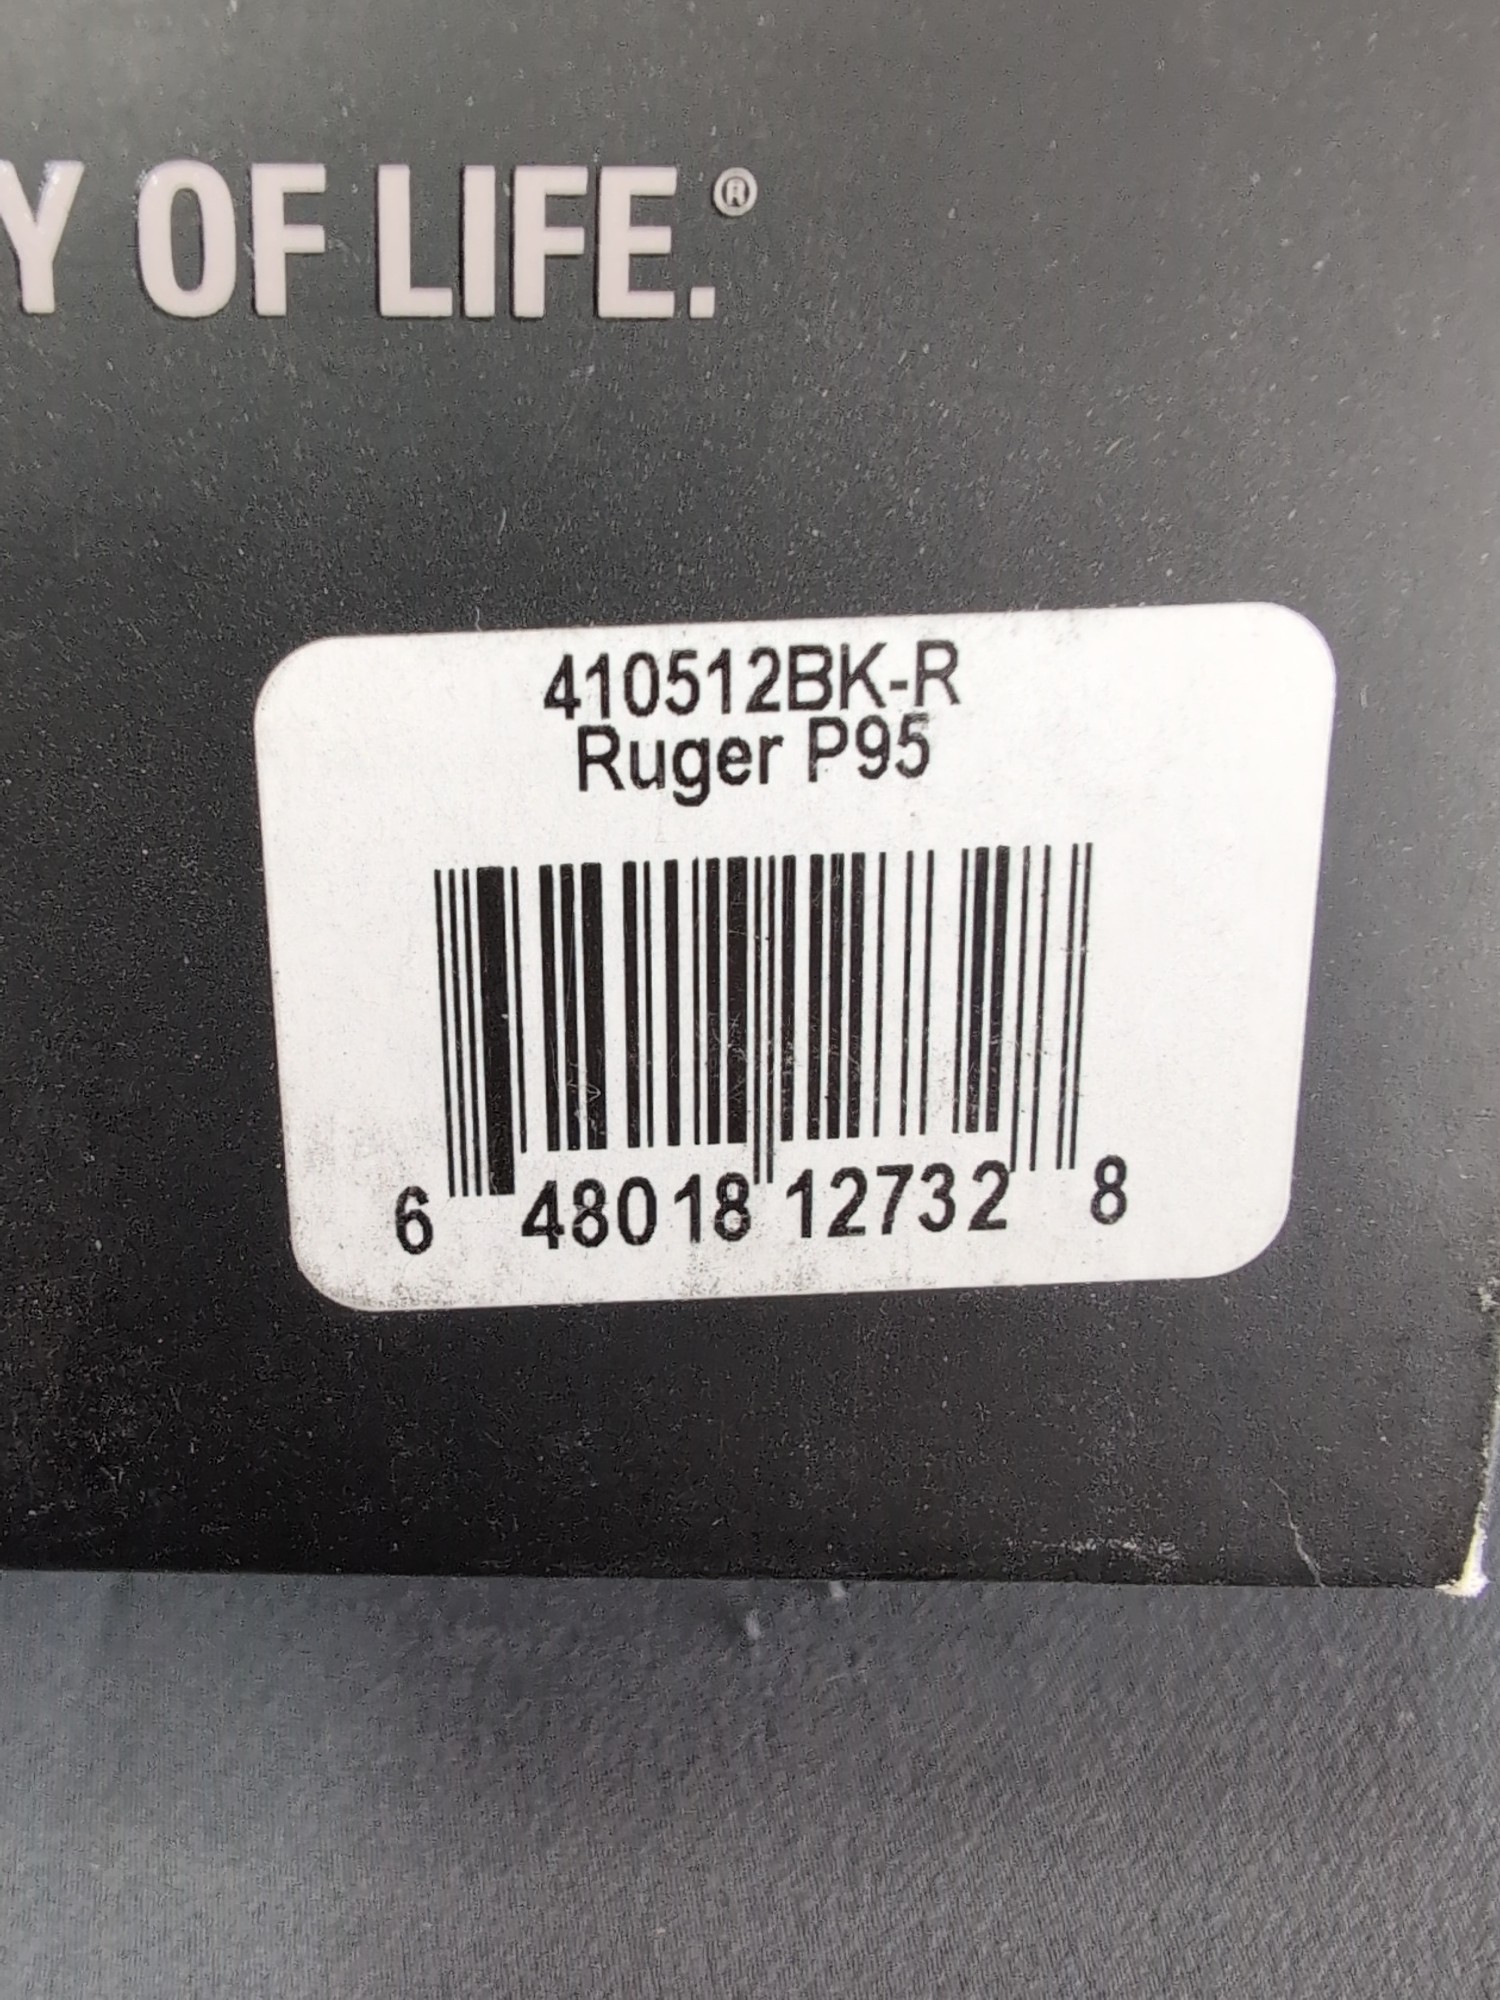 Y OF LIFE.®
410512BK-R
Ruger P95
6 48018 12732 8